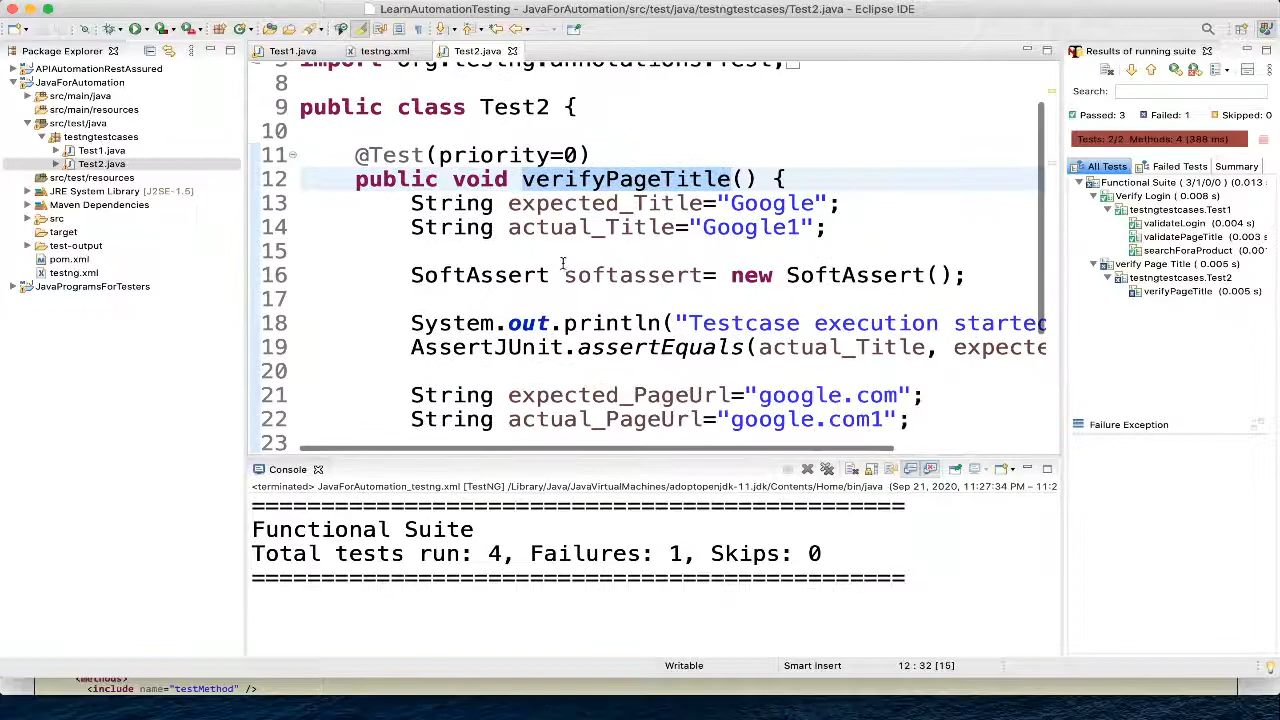 LearnAutomationTesting - JavaForAutomation/src/test/java/testngtestcases/Test2.java - Eclipse IDE
Package Explorer
Test1.java
testng.xml
Test2.java
Results of running suite
APIAutomationRestAssured
JavaForAutomation
src/main/java
src/main/resources
src/test/java
testngtestcases
Test1.java
Test2.java
src/test/resources
JRE System Library [J2SE-1.5]
Maven Dependencies
src
target
test-output
pom.xml
testng.xml
JavaProgramsForTesters
import org.testng.annotations.Test;
8
9 public class Test2 {
10
11 @Test(priority=0)
12 public void verifyPageTitle() {
13 String expected_Title="Google";
14 String actual_Title="Google1";
15
16 SoftAssert softassert= new SoftAssert();
17
18 System.out.println("Testcase execution started
19 AssertJUnit.assertEquals(actual_Title, expecte
20
21 String expected_PageUrl="google.com";
22 String actual_PageUrl="google.com1";
23
Search:
Passed: 3 Failed: 1 Skipped: 0
Tests: 2/2 Methods: 4 (388 ms)
All Tests Failed Tests Summary
Functional Suite ( 3/1/0/0 ) (0.013
Verify Login ( 0.008 s)
testngtestcases.Test1
validateLogin (0.004 s)
validatePageTitle (0.003 s
searchForaProduct (0.00
verify Page Title ( 0.005 s)
testngtestcases.Test2
verifyPageTitle (0.005 s)
Failure Exception
Console
<terminated> JavaForAutomation_testng.xml [TestNG] /Library/Java/JavaVirtualMachines/adoptopenjdk-11.jdk/Contents/Home/bin/java (Sep 21, 2020, 11:27:34 PM – 11:2
===============================================
Functional Suite
Total tests run: 4, Failures: 1, Skips: 0
===============================================
Writable
Smart Insert
12 : 32 [15]
<methods>
<include name="testMethod" />